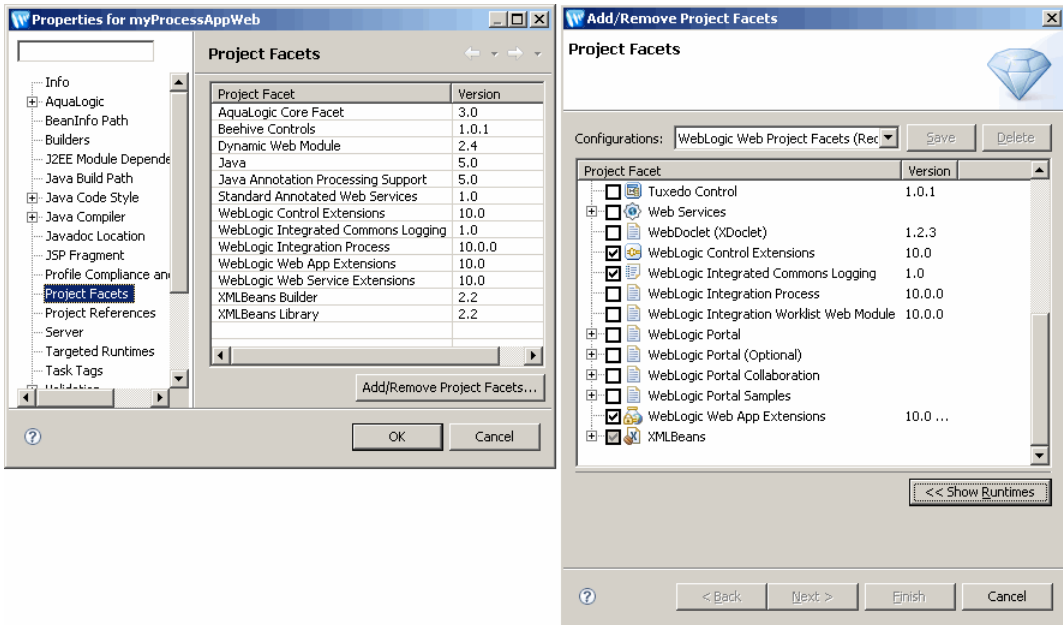 Properties for myProcessAppWeb
Project Facets
Info
AquaLogic
BeanInfo Path
Builders
J2EE Module Depende
Java Build Path
Java Code Style
Java Compiler
Javadoc Location
JSP Fragment
Profile Compliance an
Project Facets
Project References
Server
Targeted Runtimes
Task Tags
Validation
Project Facet Version
AquaLogic Core Facet 3.0
Beehive Controls 1.0.1
Dynamic Web Module 2.4
Java 5.0
Java Annotation Processing Support 5.0
Standard Annotated Web Services 1.0
WebLogic Control Extensions 10.0
WebLogic Integrated Commons Logging 1.0
WebLogic Integration Process 10.0.0
WebLogic Web App Extensions 10.0
WebLogic Web Service Extensions 10.0
XMLBeans Builder 2.2
XMLBeans Library 2.2
Add/Remove Project Facets...
? OK Cancel
Add/Remove Project Facets
Project Facets
Configurations: WebLogic Web Project Facets (Rec Save Delete
Project Facet Version
Tuxedo Control 1.0.1
Web Services
WebDoclet (XDoclet) 1.2.3
WebLogic Control Extensions 10.0
WebLogic Integrated Commons Logging 1.0
WebLogic Integration Process 10.0.0
WebLogic Integration Worklist Web Module 10.0.0
WebLogic Portal
WebLogic Portal (Optional)
WebLogic Portal Collaboration
WebLogic Portal Samples
WebLogic Web App Extensions 10.0 ...
XMLBeans
<< Show Runtimes
? < Back Next > Finish Cancel